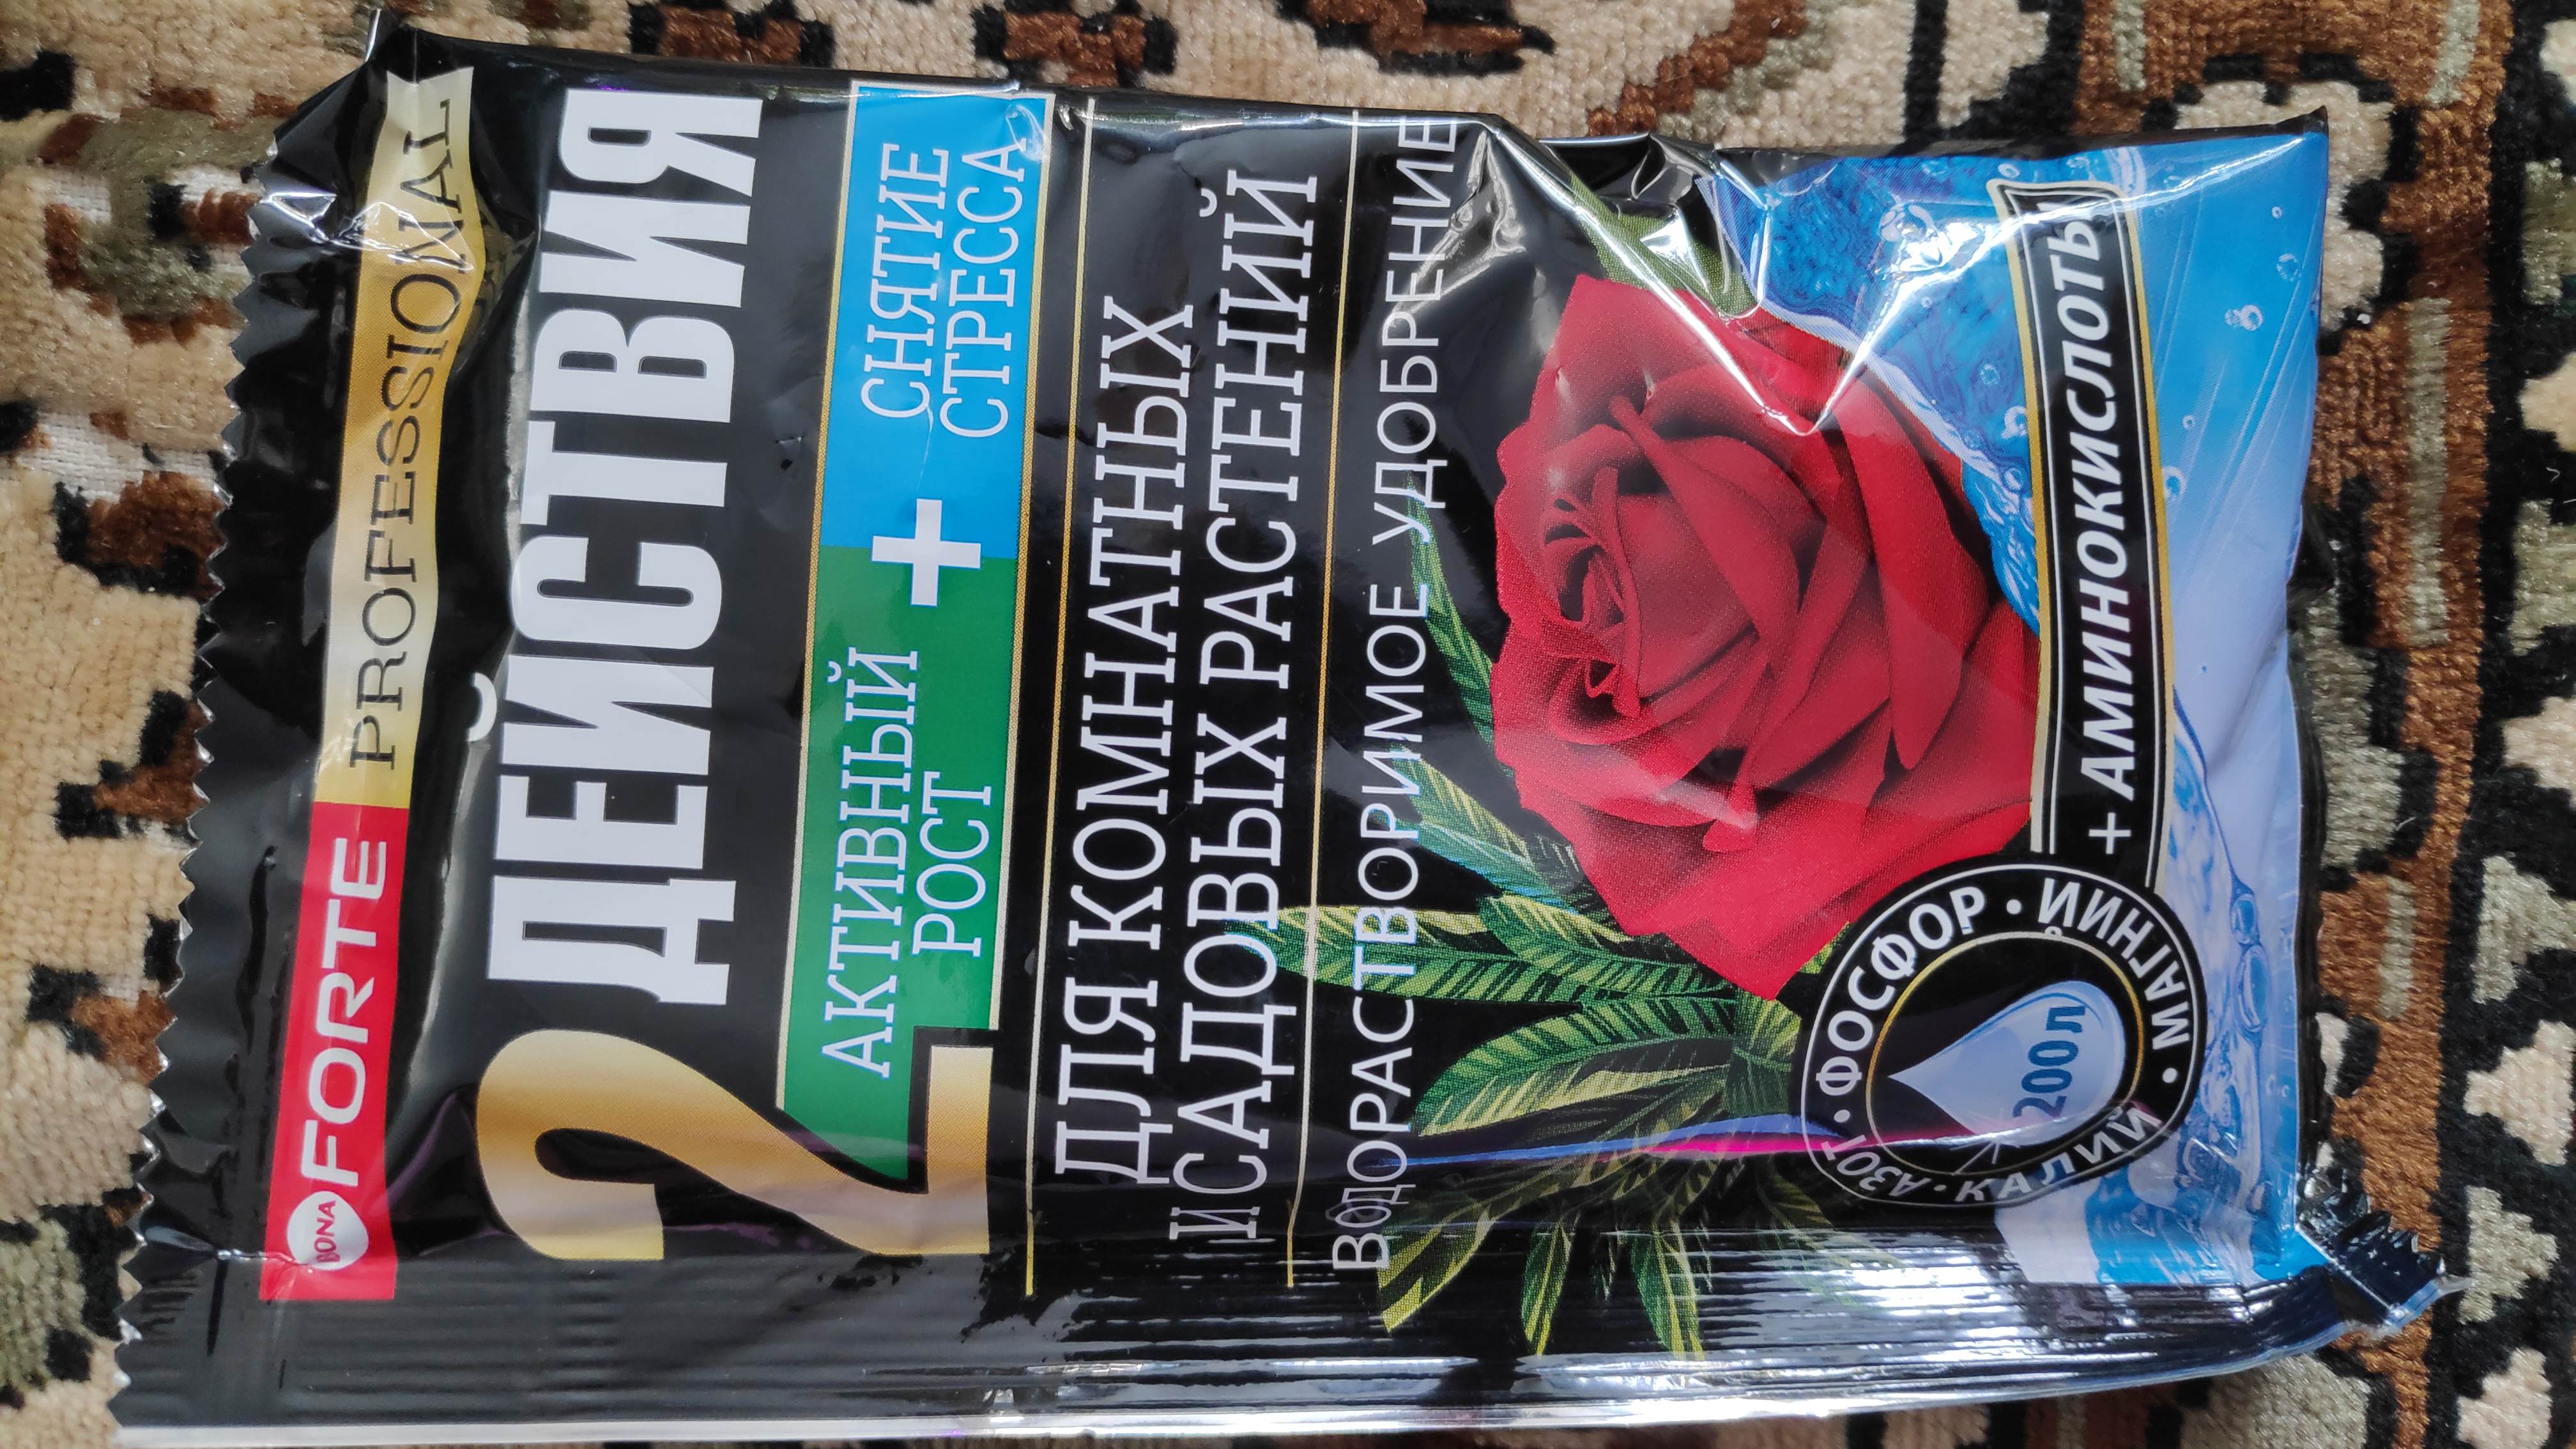 BONA FORTE PROFESSIONAL
2 ДЕЙСТВИЯ
АКТИВНЫЙ
РОСТ
+
СНЯТИЕ
СТРЕССА
ДЛЯ КОМНАТНЫХ
И САДОВЫХ РАСТЕНИЙ
ВОДОРАСТВОРИМОЕ УДОБРЕНИЕ
АЗОТ • ФОСФОР • МАГНИЙ • КАЛИЙ •
200 л
+ АМИНОКИСЛОТЫ